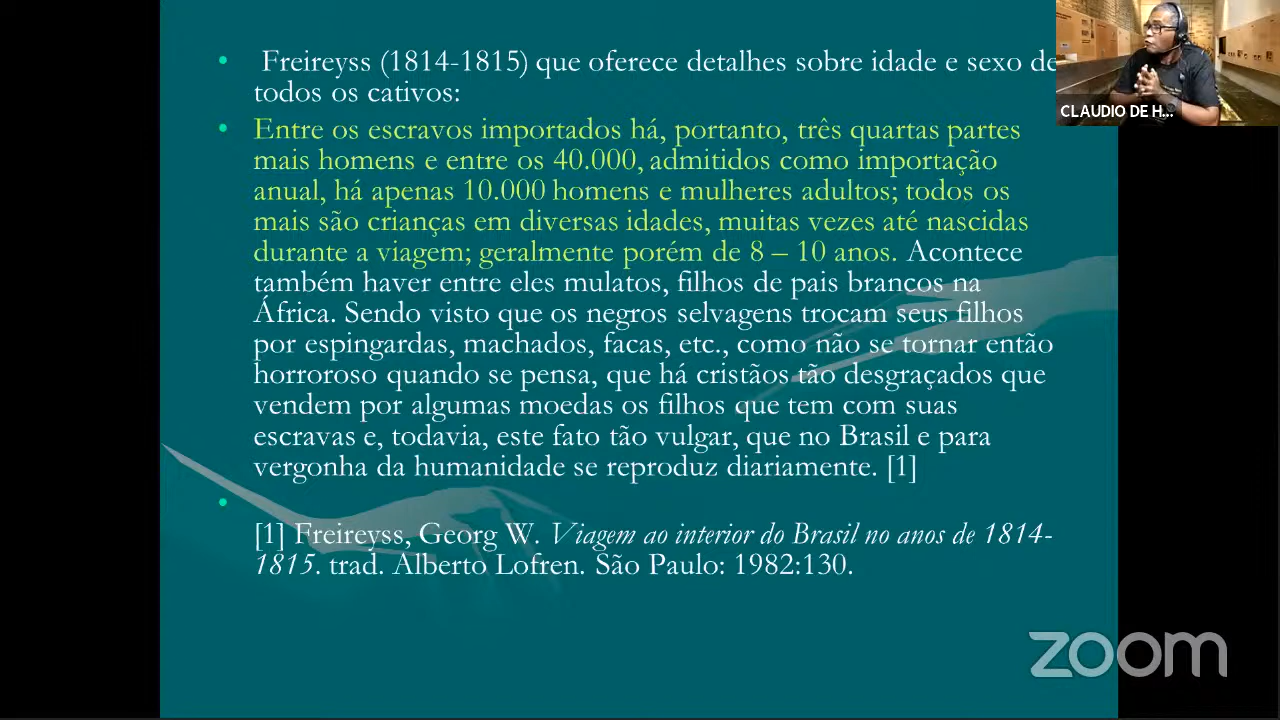 • Freireyss (1814-1815) que oferece detalhes sobre idade e sexo de
todos os cativos:
• Entre os escravos importados há, portanto, três quartas partes
mais homens e entre os 40.000, admitidos como importação
anual, há apenas 10.000 homens e mulheres adultos; todos os
mais são crianças em diversas idades, muitas vezes até nascidas
durante a viagem; geralmente porém de 8 – 10 anos. Acontece
também haver entre eles mulatos, filhos de pais brancos na
África. Sendo visto que os negros selvagens trocam seus filhos
por espingardas, machados, facas, etc., como não se tornar então
horroroso quando se pensa, que há cristãos tão desgraçados que
vendem por algumas moedas os filhos que tem com suas
escravas e, todavia, este fato tão vulgar, que no Brasil e para
vergonha da humanidade se reproduz diariamente. [1]
•
[1] Freireyss, Georg W. Viagem ao interior do Brasil no anos de 1814-
1815. trad. Alberto Lofren. São Paulo: 1982:130.
CLAUDIO DE H...
zoom